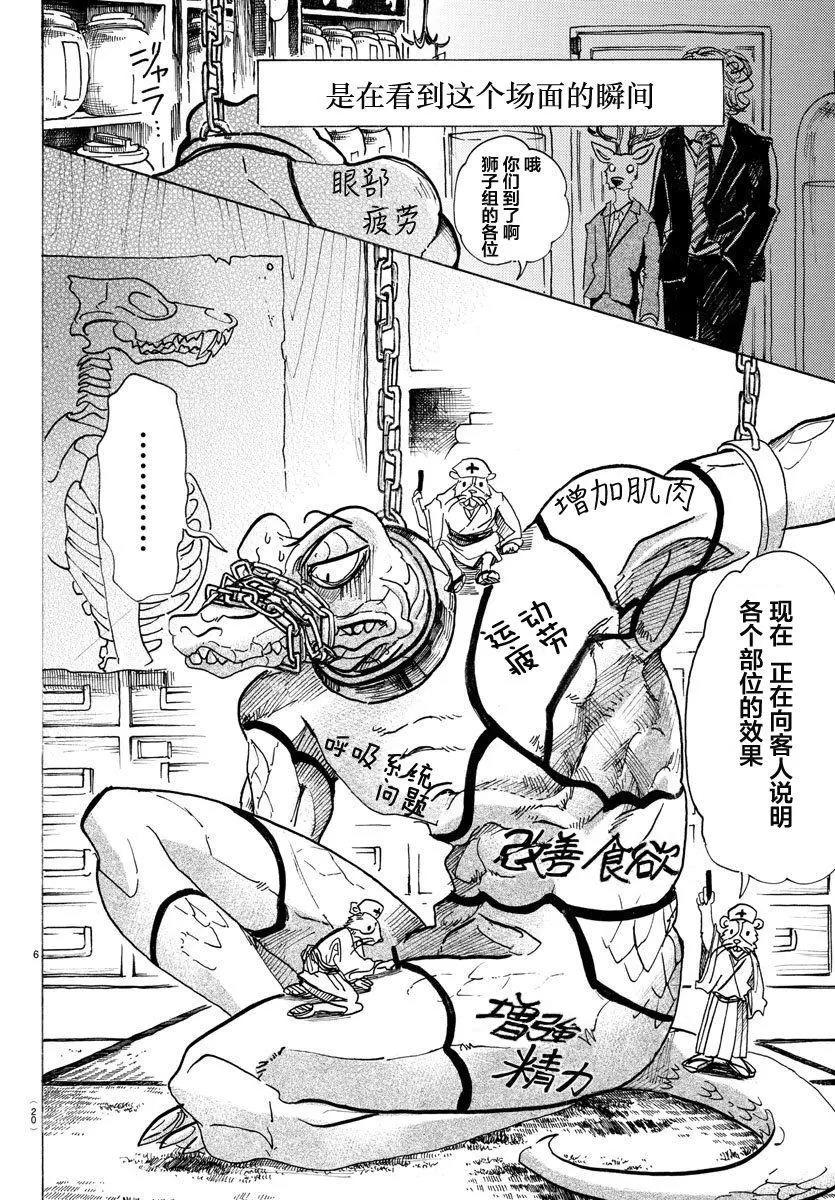 是在看到这个场面的瞬间
哦
你们到了啊
狮子组的各位
ジャラ…
眼部
疲劳
…………
增加肌肉
运动
疲劳
现在 正在向客人说明
各个部位的效果
呼吸系统
问题
改善食欲
增強
精力
6
(20)